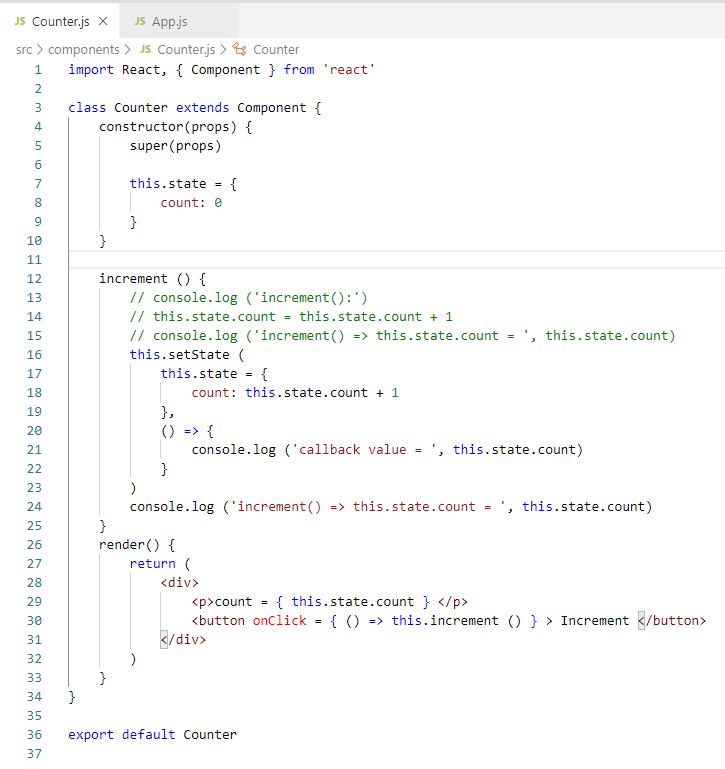 JS Counter.js × JS App.js
src > components > JS Counter.js > Counter
1 import React, { Component } from 'react'
2
3 class Counter extends Component {
4     constructor(props) {
5         super(props)
6
7         this.state = {
8             count: 0
9         }
10     }
11
12     increment () {
13         // console.log ('increment():')
14         // this.state.count = this.state.count + 1
15         // console.log ('increment() => this.state.count = ', this.state.count)
16         this.setState (
17             this.state = {
18                 count: this.state.count + 1
19             },
20             () => {
21                 console.log ('callback value = ', this.state.count)
22             }
23         )
24         console.log ('increment() => this.state.count = ', this.state.count)
25     }
26     render() {
27         return (
28             <div>
29                 <p>count = { this.state.count } </p>
30                 <button onClick = { () => this.increment () } > Increment </button>
31             </div>
32         )
33     }
34 }
35
36 export default Counter
37